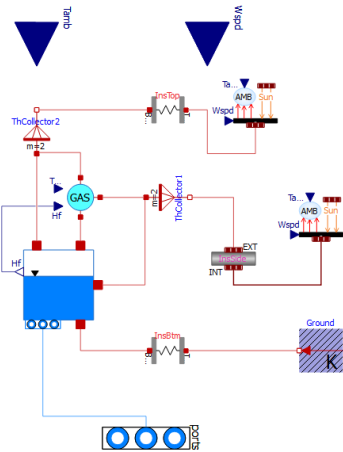 Tamb
Wspd
InsTop
B...
T
Ta...
AMB
Sun
Wspd
ThCollector2
m=2
T...
GAS
Hf
m=2
ThCollector1
Ta...
AMB
Sun
Wspd
EXT
InsSide
INT
Hf
InsBtm
B...
T
Ground
K
ports